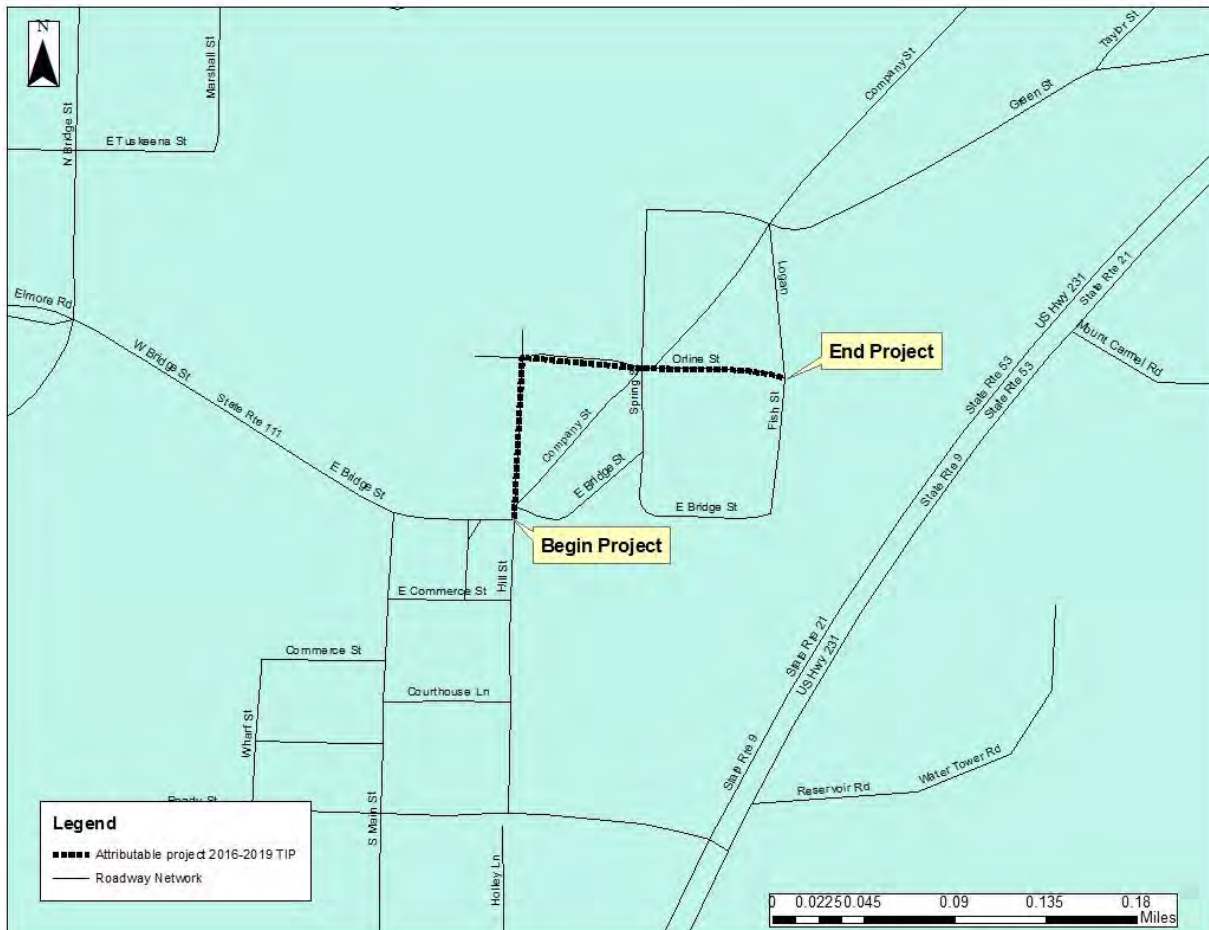 N
N Bridge St
Marshall St
E Tuskeena St
Company St
Green St
Taylor St
Elmore Rd
W Bridge St
State Rte 111
E Bridge St
Logan
Orline St
End Project
Spring
Company St
E Bridge St
Fish St
E Bridge St
Begin Project
US Hwy 231
State Rte 21
State Rte 53
State Rte 53
Mount Carmel Rd
State Rte 9
Hill St
E Commerce St
Commerce St
Courthouse Ln
Wharf St
S Main St
Holley Ln
State Rte 21
US Hwy 231
State Rte 9
Reservoir Rd
Water Tower Rd
St
Legend
Attributable project 2016-2019 TIP
Roadway Network
0 0.02250.045 0.09 0.135 0.18
Miles